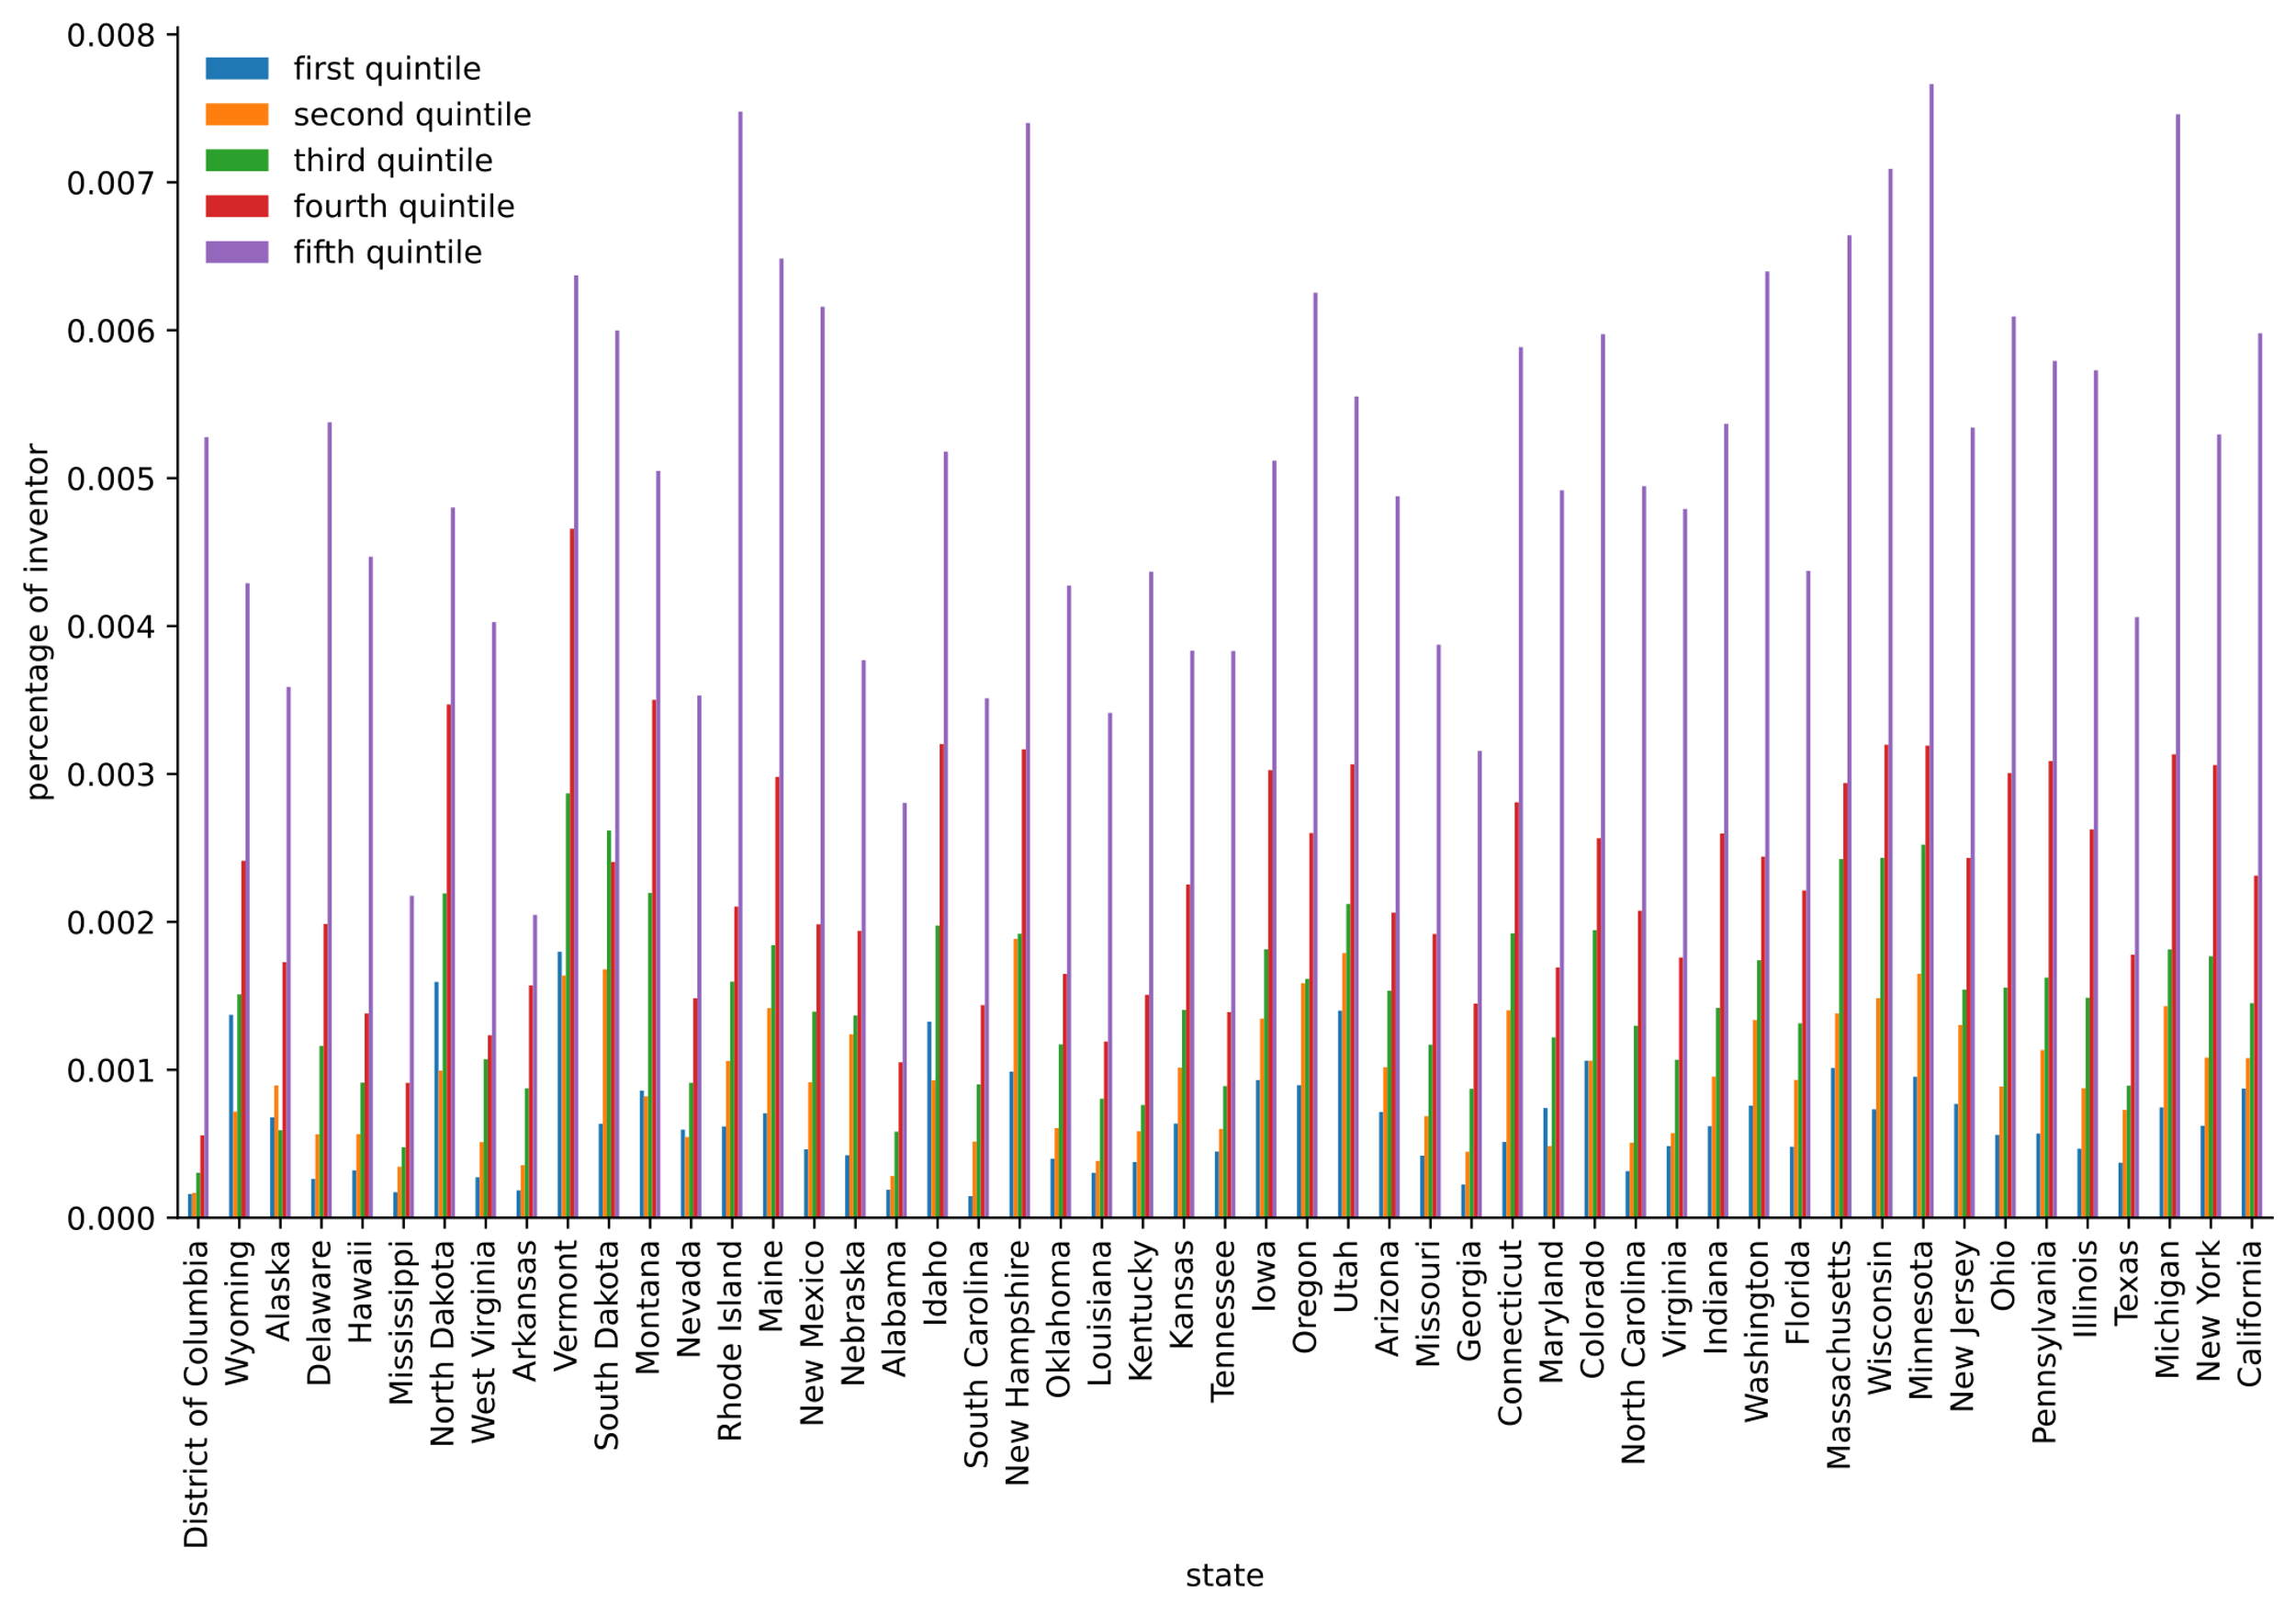 0.008
0.007
0.006
0.005
0.004
0.003
0.002
0.001
0.000
percentage of inventor
first quintile
second quintile
third quintile
fourth quintile
fifth quintile
District of Columbia
Wyoming
Alaska
Delaware
Hawaii
Mississippi
North Dakota
West Virginia
Arkansas
Vermont
South Dakota
Montana
Nevada
Rhode Island
Maine
New Mexico
Nebraska
Alabama
Idaho
South Carolina
New Hampshire
Oklahoma
Louisiana
Kentucky
Kansas
Tennessee
Iowa
Oregon
Utah
Arizona
Missouri
Georgia
Connecticut
Maryland
Colorado
North Carolina
Virginia
Indiana
Washington
Florida
Massachusetts
Wisconsin
Minnesota
New Jersey
Ohio
Pennsylvania
Illinois
Texas
Michigan
New York
California
state